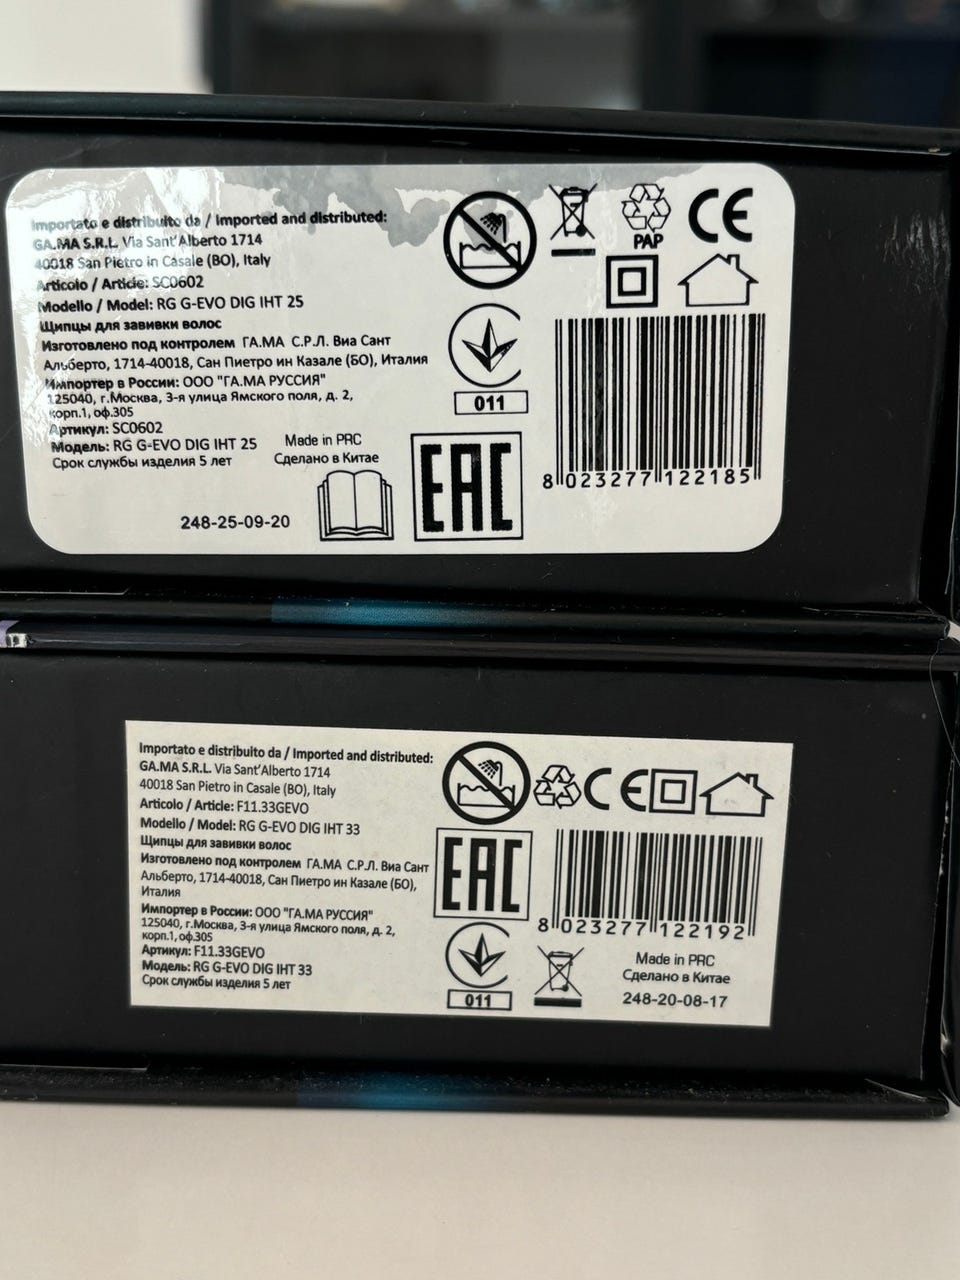 Importato e distribuito da / Imported and distributed:
GA.MA S.R.L. Via Sant'Alberto 1714
40018 San Pietro in Casale (BO), Italy
Articolo / Article: SC0602
Modello / Model: RG G-EVO DIG IHT 25
Щипцы для завивки волос
Изготовлено под контролем ГА.МА С.Р.Л. Виа Сант
Альберто, 1714-40018, Сан Пиетро ин Казале (БО), Италия
Импортер в России: ООО "ГА.МА РУССИЯ"
125040, г.Москва, 3-я улица Ямского поля, д. 2,
корп.1, оф.305
Артикул: SC0602
Модель: RG G-EVO DIG IHT 25
Срок службы изделия 5 лет
Made in PRC
Сделано в Китае
248-25-09-20
PAP
CE
011
EAC
8 023277 122185
Importato e distribuito da / Imported and distributed:
GA.MA S.R.L. Via Sant'Alberto 1714
40018 San Pietro in Casale (BO), Italy
Articolo / Article: F11.33GEVO
Modello / Model: RG G-EVO DIG IHT 33
Щипцы для завивки волос
Изготовлено под контролем ГА.МА С.Р.Л. Виа Сант
Альберто, 1714-40018, Сан Пиетро ин Казале (БО),
Италия
Импортер в России: ООО "ГА.МА РУССИЯ"
125040, г.Москва, 3-я улица Ямского поля, д. 2,
корп.1, оф.305
Артикул: F11.33GEVO
Модель: RG G-EVO DIG IHT 33
Срок службы изделия 5 лет
CE
EAC
8 023277 122192
011
Made in PRC
Сделано в Китае
248-20-08-17